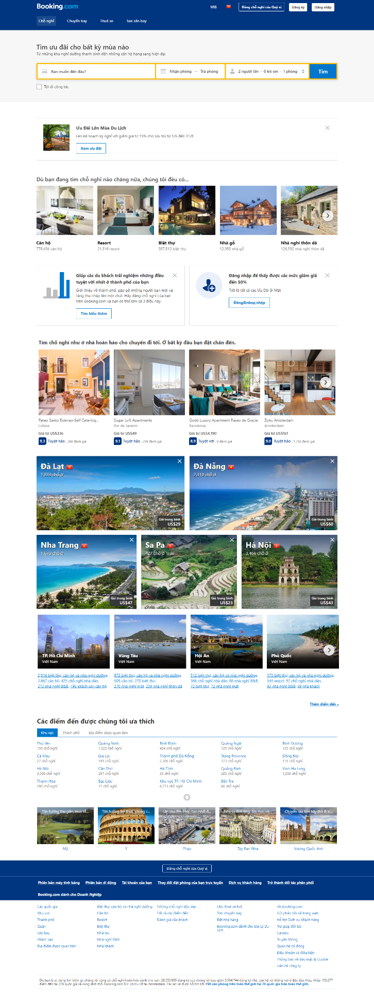 Booking.com
US$
Đăng chỗ nghỉ của Quý vị
Đăng ký
Đăng nhập
Chỗ nghỉ
Chuyến bay
Thuê xe
Taxi sân bay
Tìm ưu đãi cho bất kỳ mùa nào
Từ những khu nghỉ dưỡng thanh bình đến những căn hộ hạng sang hiện đại
Bạn muốn đến đâu?
Nhận phòng — Trả phòng
2 người lớn · 0 trẻ em · 1 phòng
Tìm
Tôi đi công tác
Ưu Đãi Lớn Mùa Du Lịch
Lên kế hoạch kỳ nghỉ với giảm giá từ 15% cho lưu trú từ 1/6 đến 31/8
Xem ưu đãi
Dù bạn đang tìm chỗ nghỉ nào chăng nữa, chúng tôi đều có...
Căn hộ
778.494 căn hộ
Resort
21.316 resort
Biệt thự
387.512 biệt thự
Nhà gỗ
12.950 nhà gỗ
Nhà nghỉ thôn dã
126.592 nhà nghỉ thôn dã
Giúp các du khách trải nghiệm những điều
tuyệt vời nhất ở thành phố của bạn
Giới thiệu về thành phố, gặp gỡ những người bạn mới và
tăng thu nhập lên một chút. Hãy đăng chỗ nghỉ của bạn
trên Booking.com và bạn có thể làm cả 3 điều này.
Tìm hiểu thêm
Đăng nhập để thấy được các mức giảm giá
đến 50%
Tiết lộ tất cả các Ưu Đãi Bí Mật
Đăng&nbsp;nhập
Tìm chỗ nghỉ như ở nhà hoàn hảo cho chuyến đi tới. Ở bất kỳ đâu bạn đặt chân đến.
Pateo Santo Estevao-Self Catering...
Lisboa
Giá từ US$336
9,3 Tuyệt hảo . 380 đánh giá
Sugar Loft Apartments
Rio de Janeiro
Giá từ US$49
9,1 Tuyệt hảo . 259 đánh giá
Godó Luxury Apartment Paseo de Gracia
Barcelona
Giá từ US$4.190
8,9 Tuyệt vời . 8 đánh giá
Zoku Amsterdam
Amsterdam
Giá từ US$161
9,0 Tuyệt hảo . 1.758 đánh giá
Đà Lạt
1,833 chỗ ở
Giá trung bình
US$29
Đà Nẵng
2,310 chỗ ở
Giá trung bình
US$60
Nha Trang
1,670 chỗ ở
Giá trung bình
US$47
Sa Pa
427 chỗ ở
Giá trung bình
US$23
Hà Nội
3,466 chỗ ở
Giá trung bình
US$43
TP. Hồ Chí Minh
Việt Nam
2,914 biệt thự, căn hộ và nhà nghỉ dưỡng,
2,467 căn hộ, 425 chỗ nghỉ nhà dân,
272 nhà nghỉ B&B, 196 khách sạn căn hộ
Vũng Tàu
Việt Nam
872 biệt thự, căn hộ và nhà nghỉ dưỡng,
509 căn hộ, 270 biệt thự,
270 nhà nghỉ mát, 239 nhà nghỉ thôn dã
Hội An
Việt Nam
512 biệt thự, căn hộ và nhà nghỉ dưỡng,
366 chỗ nghỉ nhà dân, 88 nhà nghỉ B&B,
72 biệt thự, 72 nhà nghỉ mát
Phú Quốc
Việt Nam
173 biệt thự, căn hộ và nhà nghỉ dưỡng,
144 resort, 97 chỗ nghỉ nhà dân,
93 nhà nghỉ B&B, 69 nhà khách
Thêm điểm đến »
Các điểm đến được chúng tôi ưa thích
Khu vực
Thành phố
Địa điểm được quan tâm
Phú Yên
Quảng Ninh
Bình Định
Quảng Ngãi
Bình Dương
159 chỗ nghỉ
1,222 chỗ nghỉ
454 chỗ nghỉ
125 chỗ nghỉ
125 chỗ nghỉ
Cà Mau
Gia Lai
Thành phố Đà Nẵng
Trang Province
Đồng Nai
27 chỗ nghỉ
191 chỗ nghỉ
2,305 chỗ nghỉ
173 chỗ nghỉ
115 chỗ nghỉ
Hà Nội
Cần Thơ
Hà Tĩnh
Quảng Bình
Vịnh Hạ Long
3,566 chỗ nghỉ
297 chỗ nghỉ
35 chỗ nghỉ
285 chỗ nghỉ
1,350 chỗ nghỉ
Thanh Hóa
Bạc Liêu
Khu vực TP. Hồ Chí Minh
Bến Tre
288 chỗ nghỉ
17 chỗ nghỉ
6,773 chỗ nghỉ
60 chỗ nghỉ
Tận hưởng thư giãn, mua sắ...
Tận hưởng ẩm thực, phong c...
Lần sau đến Pháp bạn nhất đ...
Nếu sự tĩnh lặng, ẩm thực và...
Chuyến sau bạn hãy thử đi V...
Mỹ
Ý
Pháp
Tây Ban Nha
Vương Quốc Anh
Đăng chỗ nghỉ của Quý vị
Phiên bản máy tính bảng
Phiên bản di động
Tài khoản của bạn
Thay đổi đặt phòng của bạn trực tuyến
Dịch vụ khách hàng
Trở thành đối tác phân phối
Booking.com dành cho Doanh Nghiệp
Các quốc gia
Khu vực
Thành phố
Quận
Sân bay
Khách sạn
Địa điểm được quan tâm
Biệt thự, căn hộ và nhà nghỉ dưỡng
Căn hộ
Resort
Biệt thự
Nhà trọ
Nhà nghỉ B&B
Nhà khách
Những chỗ nghỉ độc đáo
Tất cả các điểm đến
Đánh giá của khách
Cho thuê xe hơi
Tìm chuyến bay
Đặt nhà hàng
Booking.com dành cho Đại Lý Du
Lịch
Về Booking.com
Gửi phản hồi về trang web
Hỗ trợ Dịch vụ Khách hàng
Trợ giúp đối tác
Careers
Truyền thông
Quan hệ cổ đông
Điều khoản và điều kiện
Thông báo về Bảo mật & Cookie
Liên hệ công ty
Dù bạn là ai, đang tìm kiếm gì, chúng tôi cũng có chỗ nghỉ hoàn hảo dành cho bạn. 28,555,005 đăng ký của chúng tôi bao gồm 5,984,744 đăng ký nhà, căn hộ và những nơi ở độc đáo khác, khắp 150,277
điểm đến tại 229 quốc gia và vùng lãnh thổ. Booking.com B.V. có trụ sở tại Amsterdam, Hà Lan và được hỗ trợ bởi 198 văn phòng trên toàn thế giới tại 70 quốc gia trên toàn thế giới.